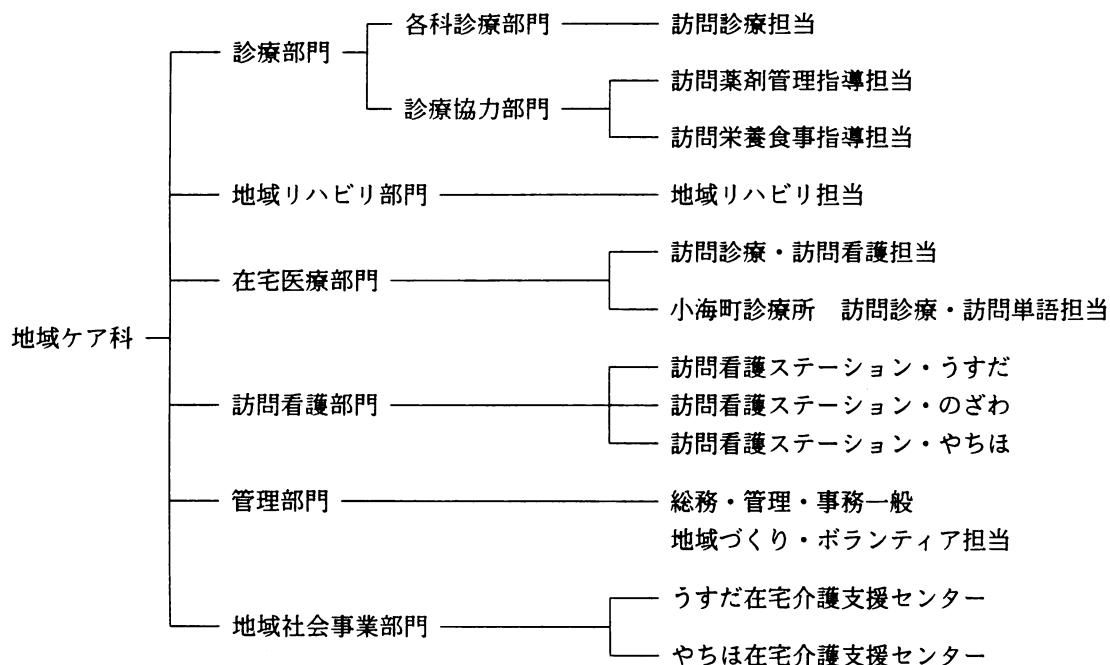 各科診療部門
訪問診療担当
診療部門
訪問薬剤管理指導担当
診療協力部門
訪問栄養食事指導担当
地域リハビリ部門
地域リハビリ担当
訪問診療・訪問看護担当
在宅医療部門
小海町診療所 訪問診療・訪問単語担当
地域ケア科
訪問看護ステーション・うすだ
訪問看護部門
訪問看護ステーション・のざわ
訪問看護ステーション・やちほ
管理部門
総務・管理・事務一般
地域づくり・ボランティア担当
うすだ在宅介護支援センター
地域社会事業部門
やちほ在宅介護支援センター